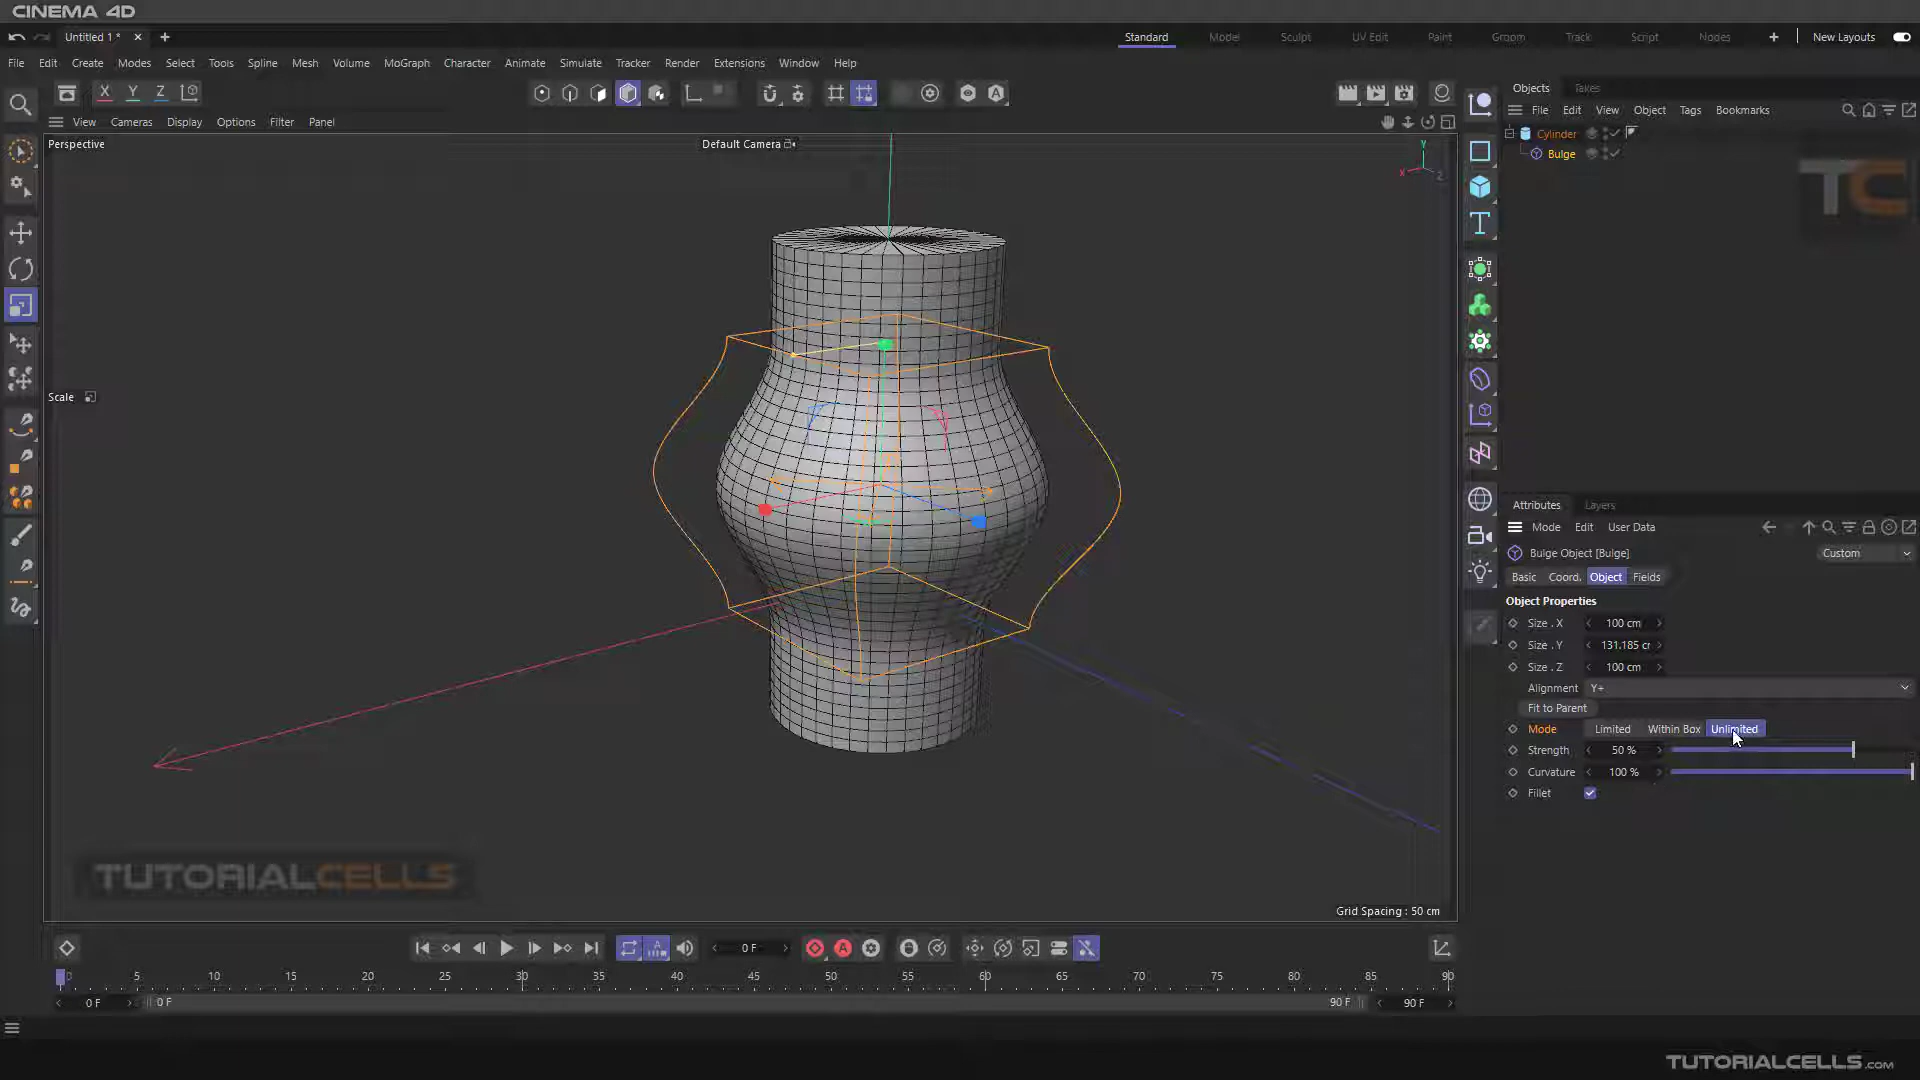 CINEMA 4D
Untitled 1 *
Standard Model Sculpt UV Edit Paint Groom Track Script Nodes New Layouts
File Edit Create Modes Select Tools Spline Mesh Volume MoGraph Character Animate Simulate Tracker Render Extensions Window Help
X Y Z
View Cameras Display Options Filter Panel
Perspective
Default Camera
Y
X
Z
Scale
Grid Spacing : 50 cm
TUTORIALCELLS
Objects Takes
File Edit View Object Tags Bookmarks
Cylinder
Bulge
TC
Attributes Layers
Mode Edit User Data
Bulge Object [Bulge]
Custom
Basic Coord. Object Fields
Object Properties
Size . X 100 cm
Size . Y 131.185 cr
Size . Z 100 cm
Alignment Y+
Fit to Parent
Mode Limited Within Box Unlimited
Strength 50 %
Curvature 100 %
Fillet
0 F
0 5 10 15 20 25 30 35 40 45 50 55 60 65 70 75 80 85 90
0 F 0 F 90 F 90 F
TUTORIALCELLS.COM